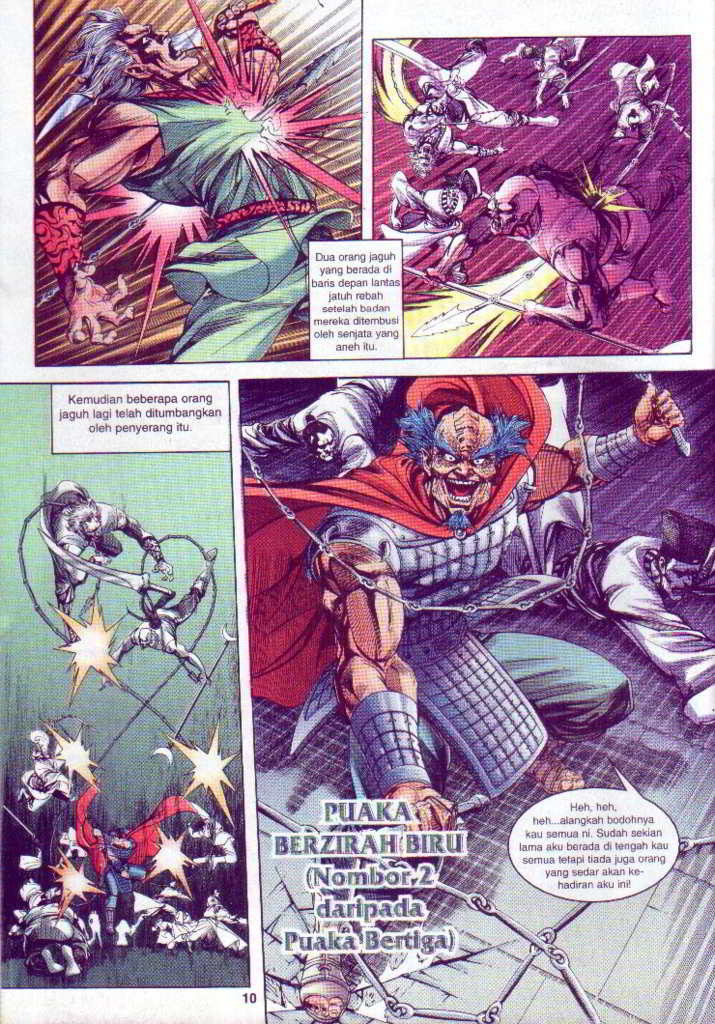 Dua orang jaguh
yang berada di
baris depan lantas
jatuh rebah
setelah badan
mereka ditembusi
oleh senjata yang
aneh itu.
Kemudian beberapa orang
jaguh lagi telah ditumbangkan
oleh penyerang itu.
PUAKA
BERZIRAH BIRU
(Nombor 2
daripada
Puaka Bertiga)
Heh, heh,
heh...alangkah bodohnya
kau semua ni. Sudah sekian
lama aku berada di tengah kau
semua tetapi tiada juga orang
yang sedar akan ke-
hadiran aku ini!
10